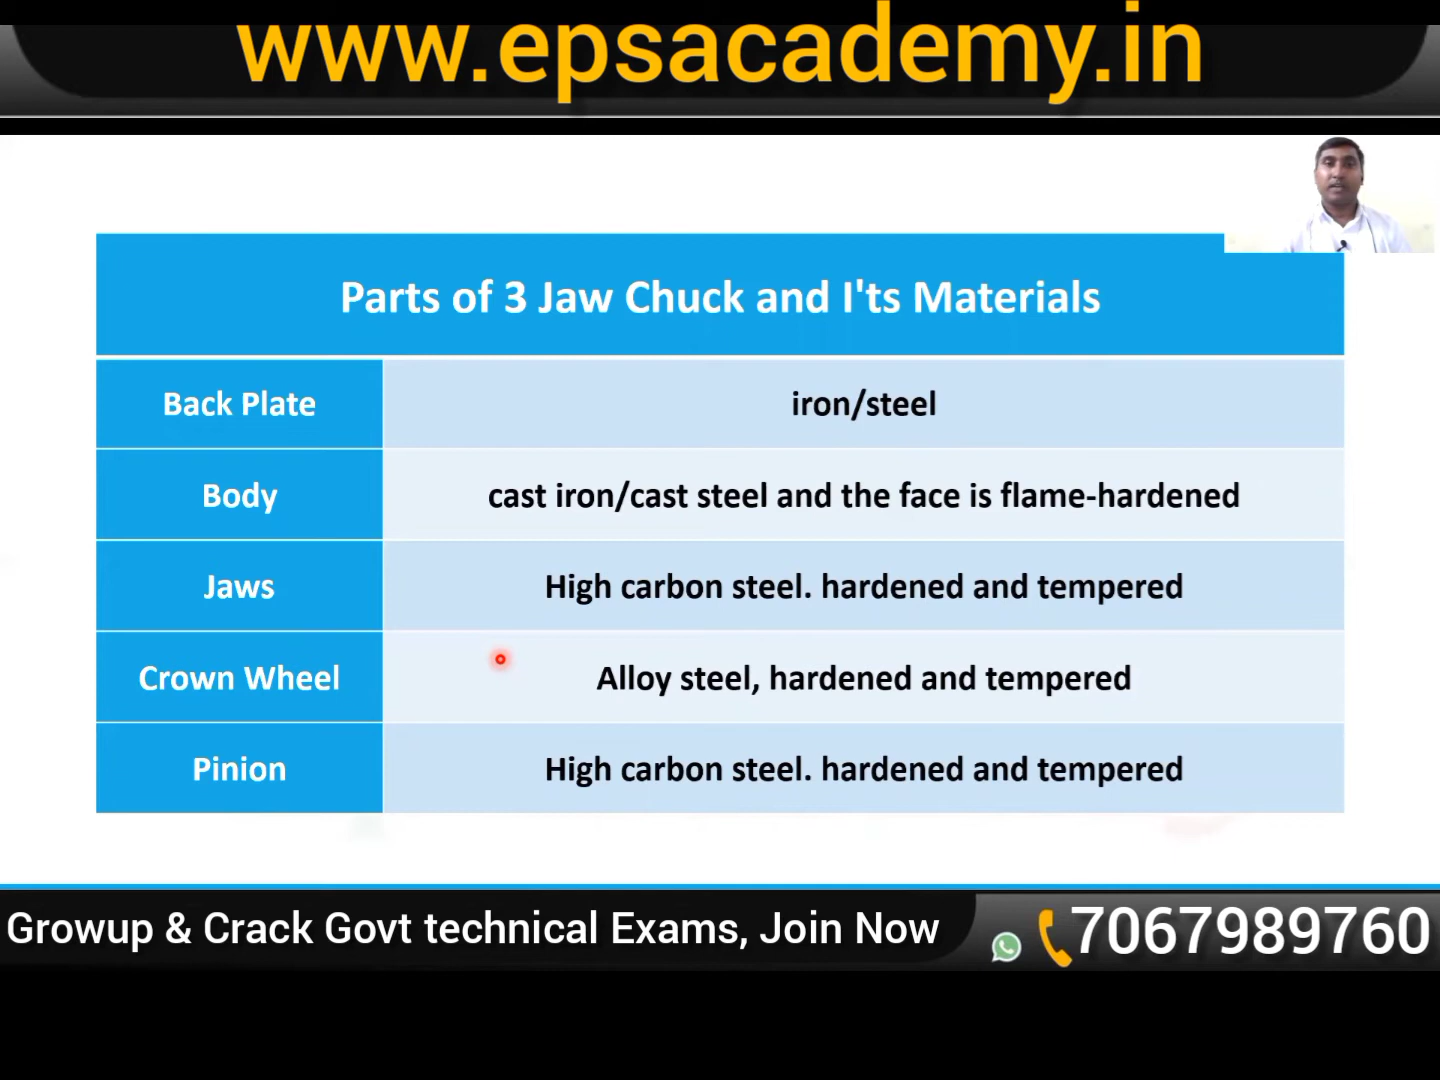 www.epsacademy.in
Parts of 3 Jaw Chuck and I'ts Materials
Back Plate iron/steel
Body cast iron/cast steel and the face is flame-hardened
Jaws High carbon steel. hardened and tempered
Crown Wheel Alloy steel, hardened and tempered
Pinion High carbon steel. hardened and tempered
Growup & Crack Govt technical Exams, Join Now 7067989760